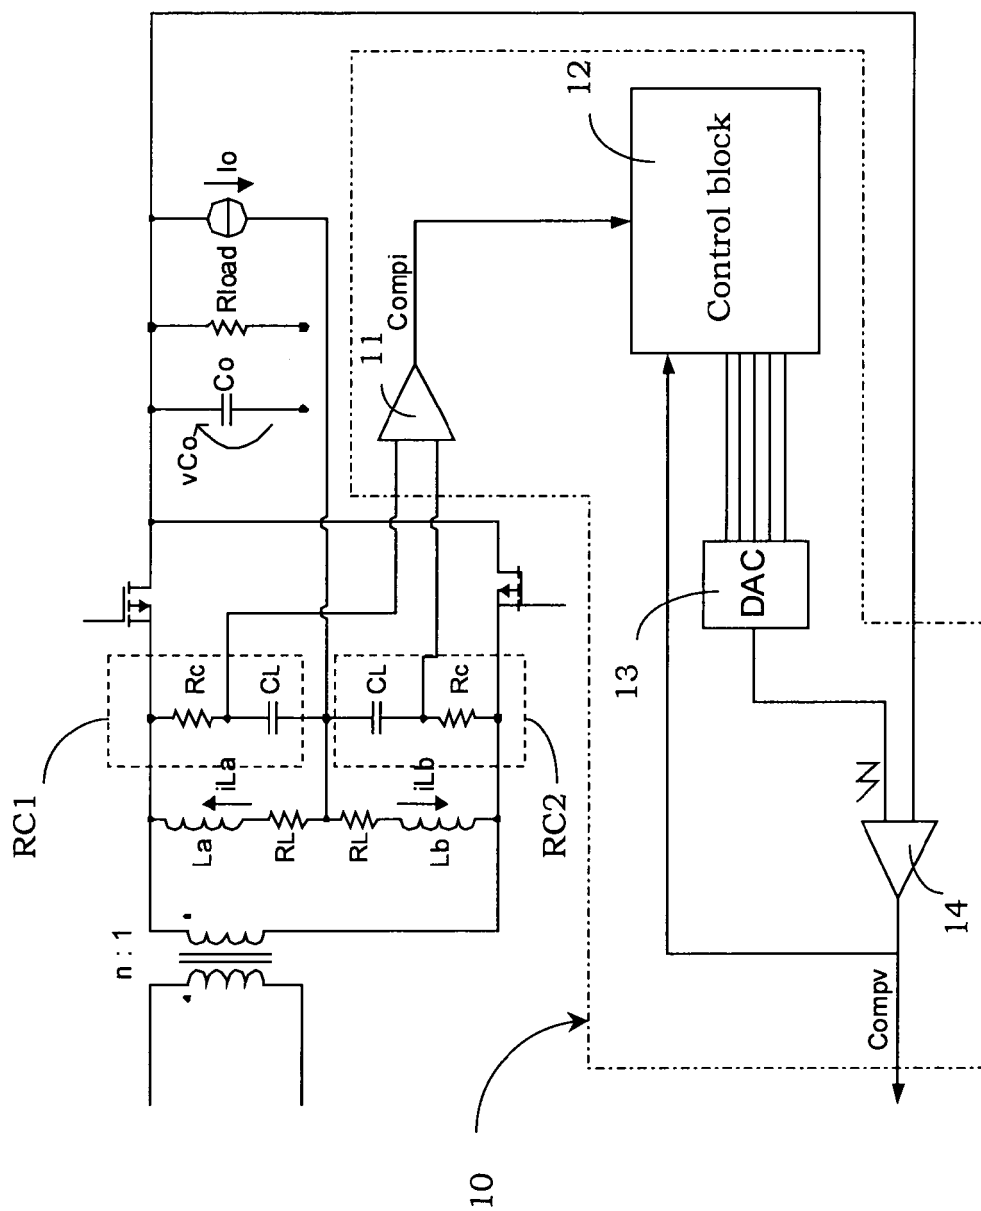 RC1
n : 1
La
RL
RL
Lb
iLa
iLb
RC2
Rc
CL
CL
Rc
vCo
Co
Rload
Io
11
Compi
12
Control block
13
DAC
14
Compv
10